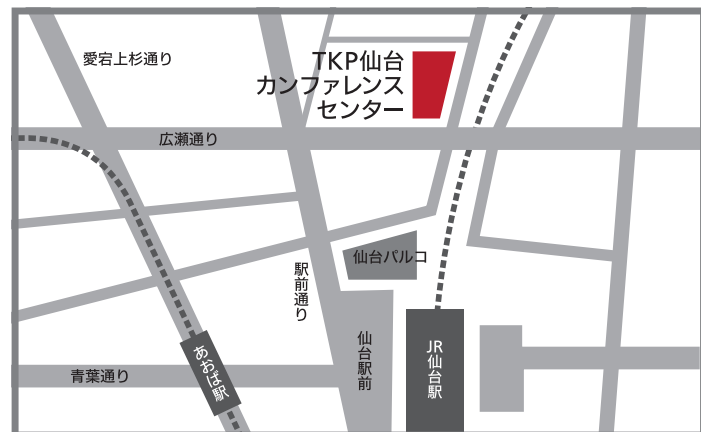 愛宕上杉通り
TKP仙台
カンファレンス
センター
広瀬通り
仙台パルコ
駅前通り
仙台駅前
JR仙台駅
あおば駅
青葉通り